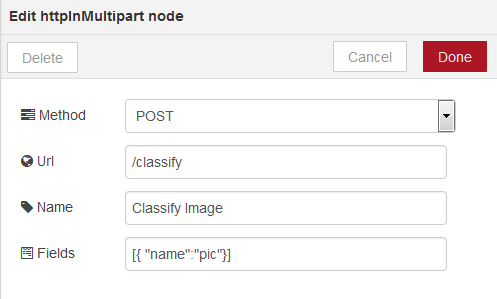 Edit httpInMultipart node
Delete Cancel Done
Method POST
Url /classify
Name Classify Image
Fields [{ "name":"pic"}]